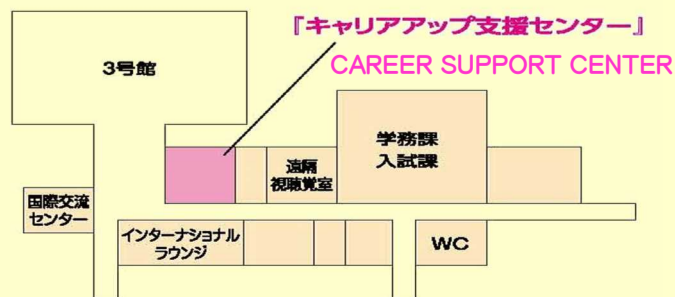 『キャリアアップ支援センター』
CAREER SUPPORT CENTER
3号館
学務課
入試課
遠隔
視聴覚室
国際交流
センター
インターナショナル
ラウンジ
WC